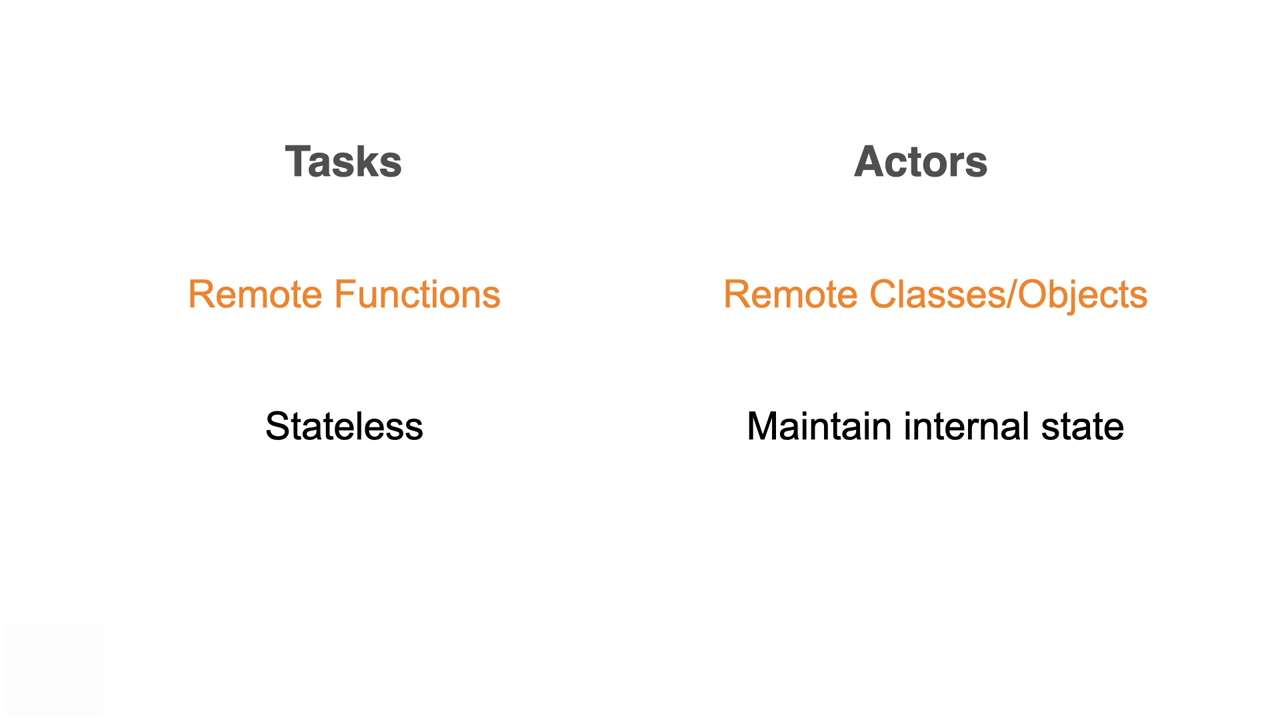 Tasks
Actors
Remote Functions
Remote Classes/Objects
Stateless
Maintain internal state